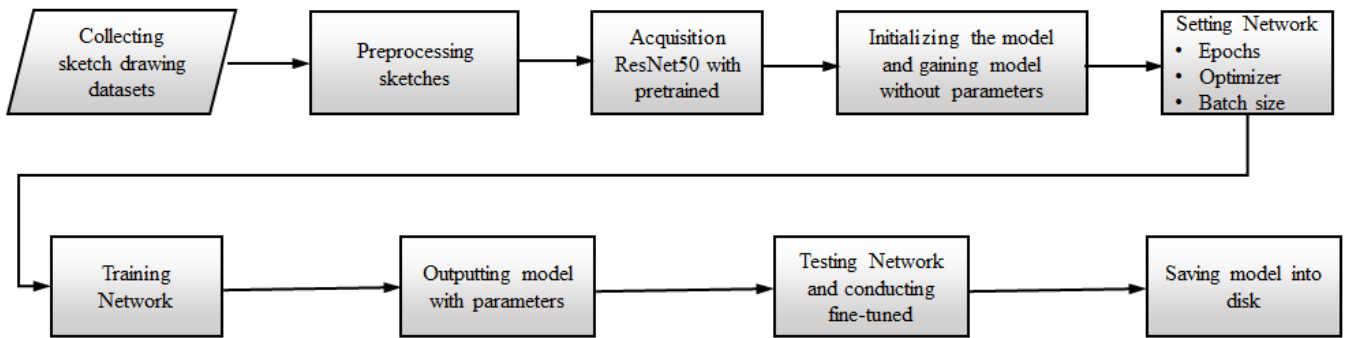 Collecting
sketch drawing
datasets
Preprocessing
sketches
Acquisition
ResNet50 with
pretrained
Initializing the model
and gaining model
without parameters
Setting Network
• Epochs
• Optimizer
• Batch size
Training
Network
Outputting model
with parameters
Testing Network
and conducting
fine-tuned
Saving model into
disk